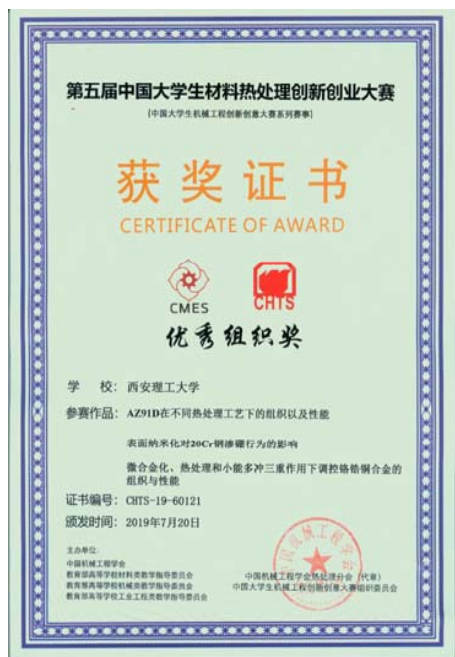 第五届中国大学生材料热处理创新创业大赛
(中国大学生机械工程创新创意大赛系列赛事)
获奖证书
CERTIFICATE OF AWARD
CMES
CHTS
优秀组织奖
学 校: 西安理工大学
参赛作品: AZ91D在不同热处理工艺下的组织以及性能
表面纳米化对20Cr钢渗硼行为的影响
微合金化、热处理和小能多冲三重作用下调控铬锆铜合金的
组织与性能
证书编号: CHTS-19-60121
颁发时间: 2019年7月20日
主办单位:
中国机械工程学会
教育部高等学校材料类教学指导委员会
教育部高等学校机械类教学指导委员会
教育部高等学校工业工程类教学指导委员会
中国机械工程学会热处理分会(代章)
中国大学生机械工程创新创意大赛组织委员会